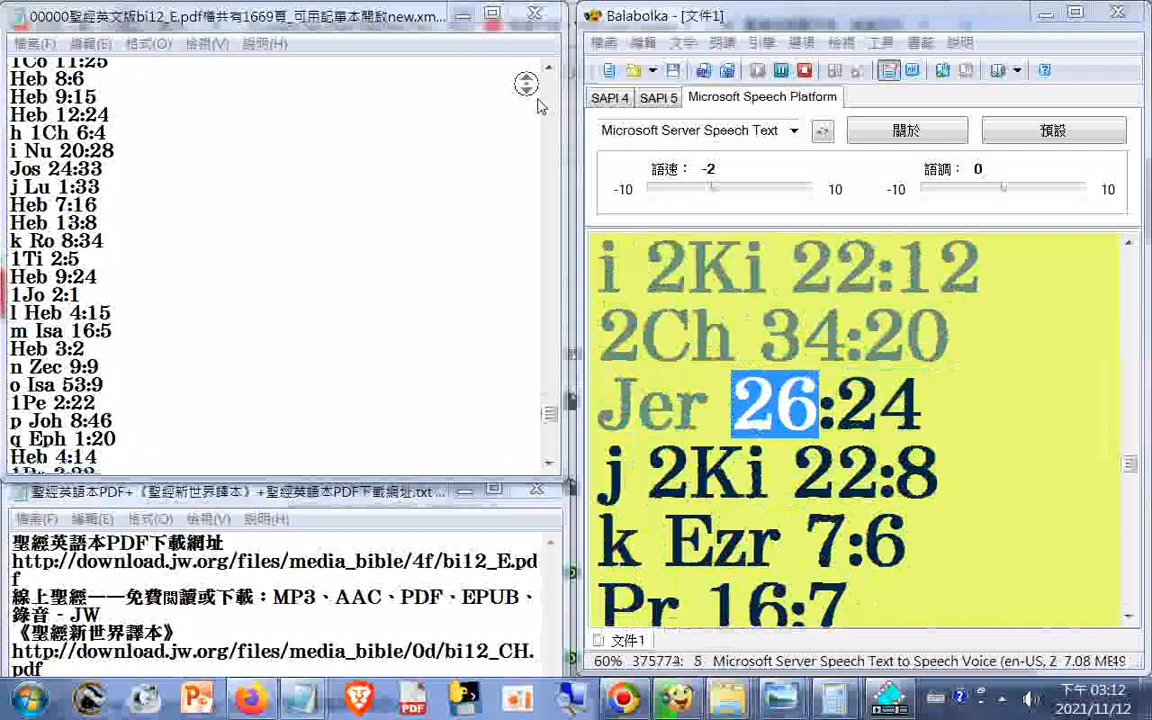 00000聖經英文版bi12_E.pdf檔共有1669頁_可用記事本開啟new.xm...
檔案(F) 編輯(E) 格式(O) 檢視(V) 說明(H)
1Co 11:25
Heb 8:6
Heb 9:15
Heb 12:24
h 1Ch 6:4
i Nu 20:28
Jos 24:33
j Lu 1:33
Heb 7:16
Heb 13:8
k Ro 8:34
1Ti 2:5
Heb 9:24
1Jo 2:1
l Heb 4:15
m Isa 16:5
Heb 3:2
n Zec 9:9
o Isa 53:9
1Pe 2:22
p Joh 8:46
q Eph 1:20
Heb 4:14
聖經英語本PDF+《聖經新世界譯本》+聖經英語本PDF下載網址.txt ...
檔案(F) 編輯(E) 格式(O) 檢視(V) 說明(H)
聖經英語本PDF下載網址
http://download.jw.org/files/media_bible/4f/bi12_E.pd
f
線上聖經——免費閱讀或下載：MP3、AAC、PDF、EPUB、
錄音 - JW
《聖經新世界譯本》
http://download.jw.org/files/media_bible/0d/bi12_CH.
pdf
Balabolka - [文件1]
檔案 編輯 文字 朗讀 引擎 選項 檢視 工具 書籤 說明
SAPI 4 SAPI 5 Microsoft Speech Platform
Microsoft Server Speech Text 關於 預設
語速： -2 語調： 0
-10 10 -10 10
i 2Ki 22:12
2Ch 34:20
Jer 26:24
j 2Ki 22:8
k Ezr 7:6
Pr 16:7
文件1
60% 375774: 5 Microsoft Server Speech Text to Speech Voice (en-US, Z 7.08 ME
PDF
下午 03:12
2021/11/12